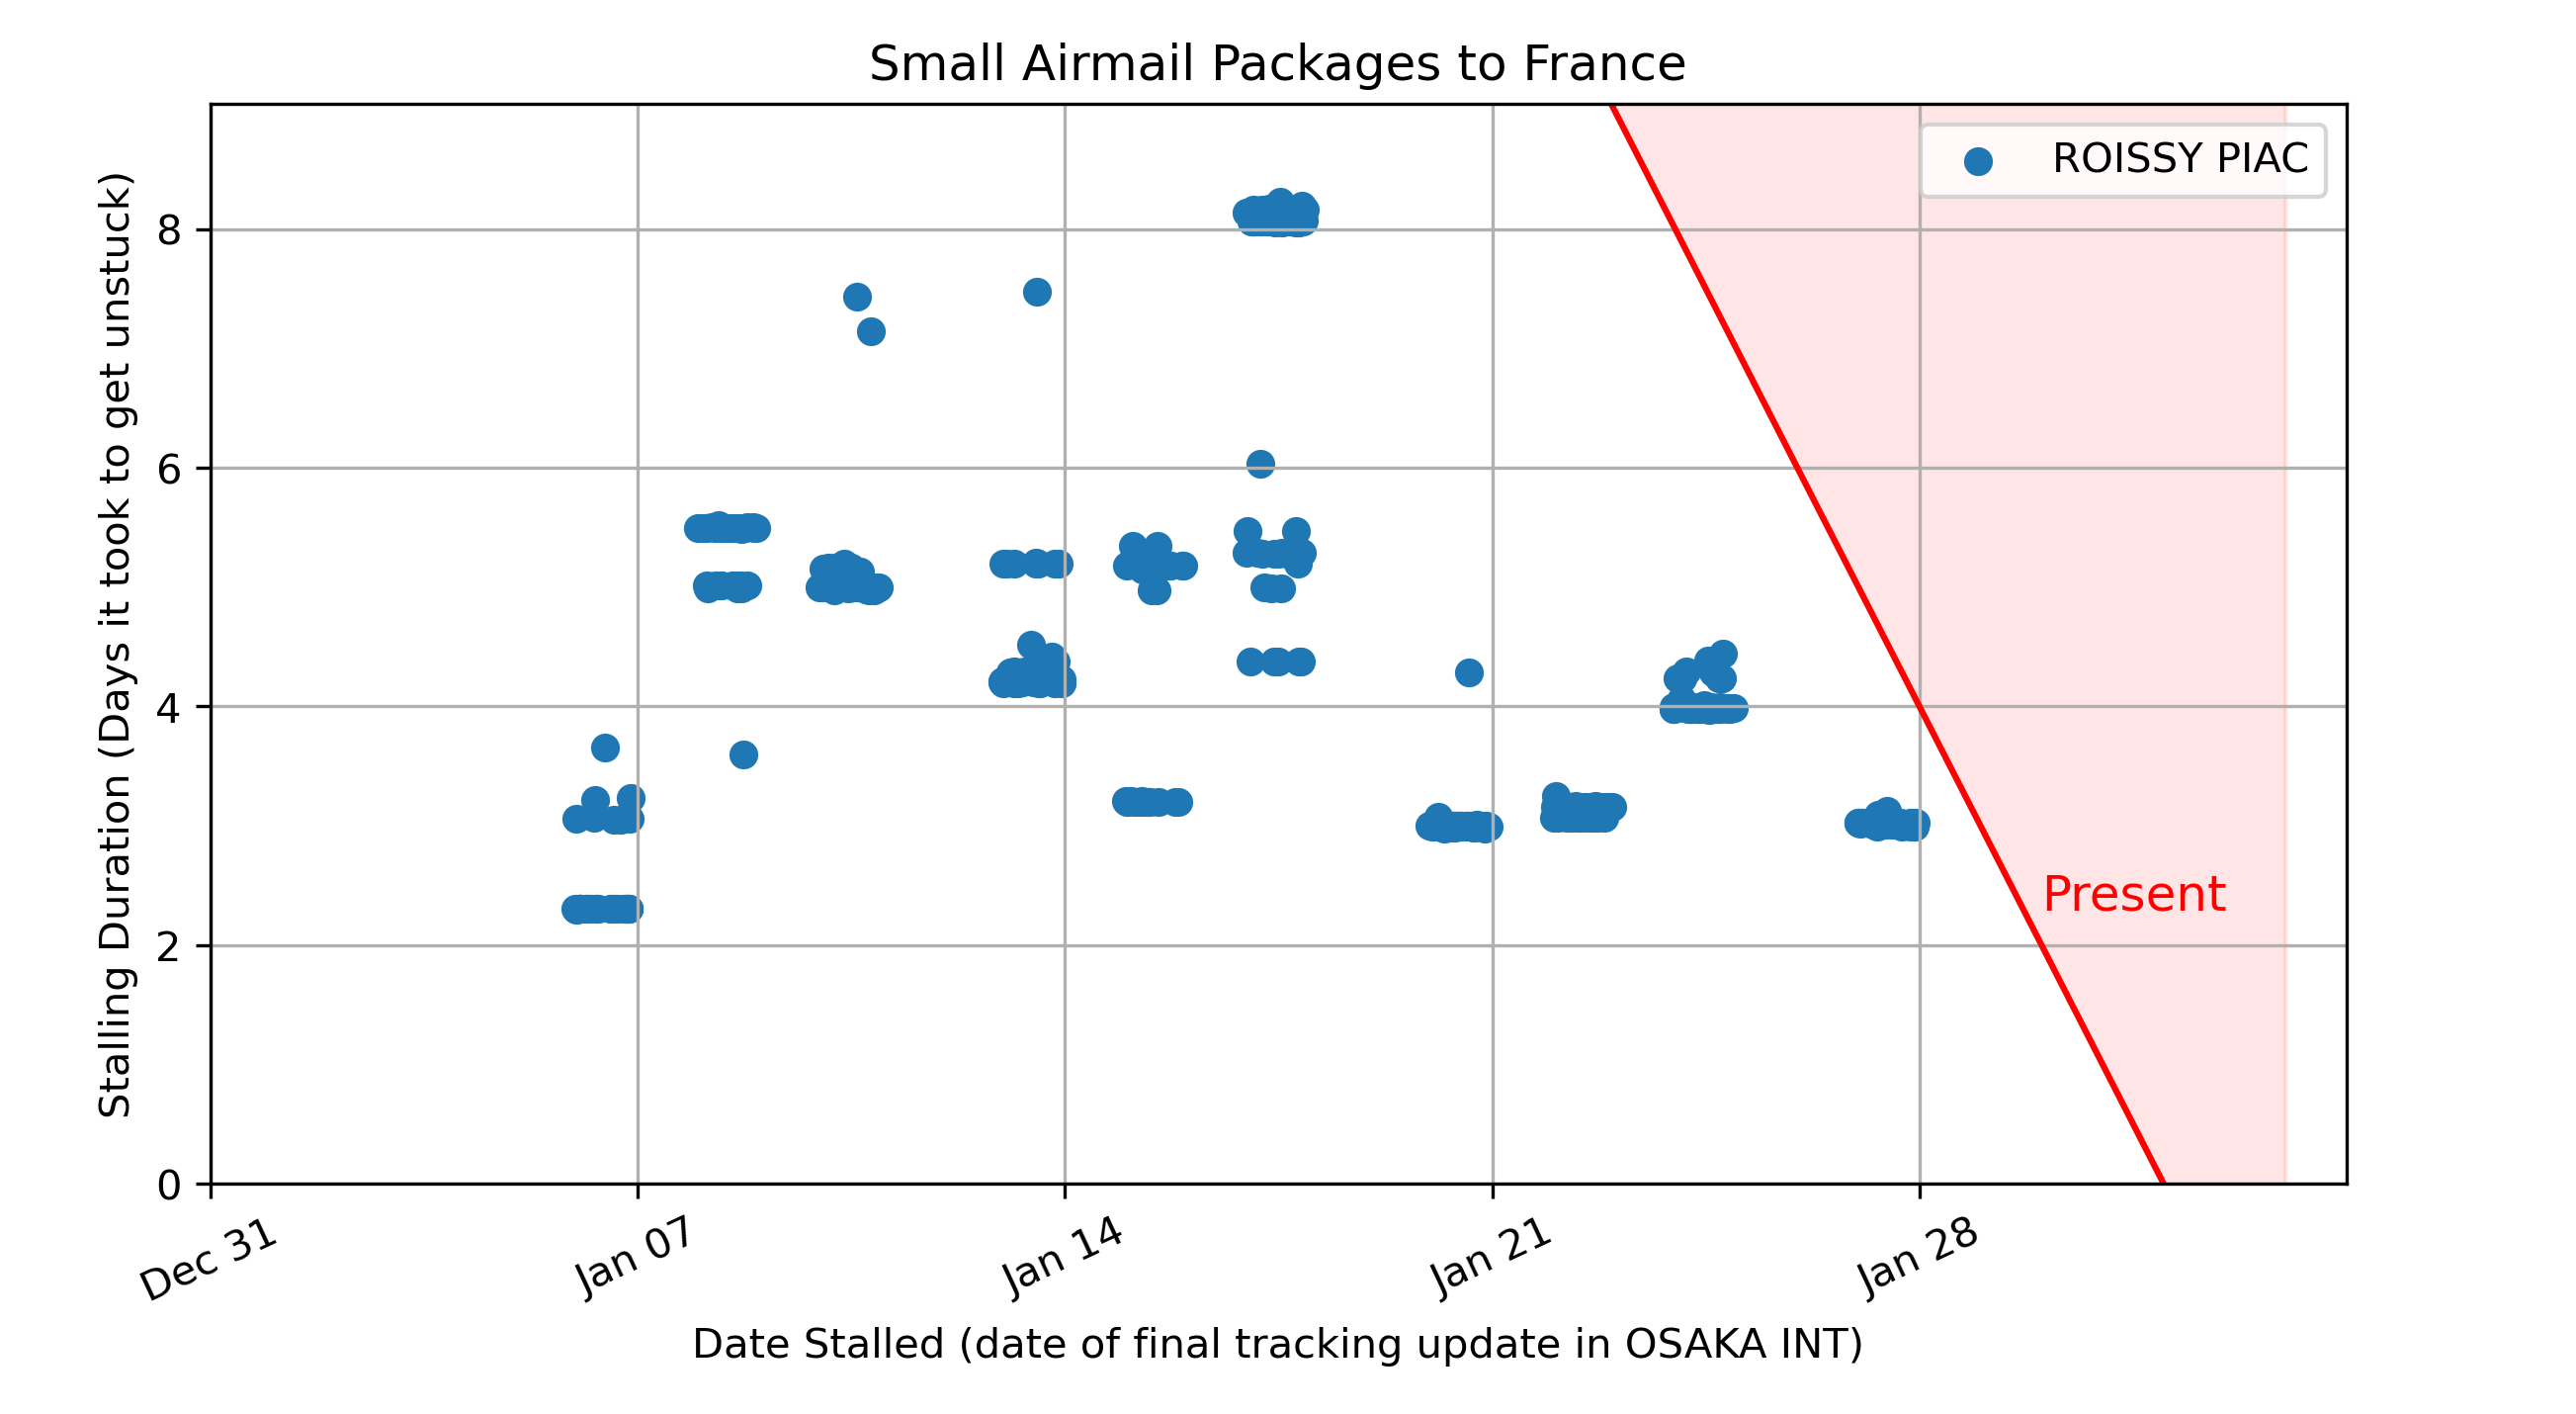 Small Airmail Packages to France
ROISSY PIAC
Stalling Duration (Days it took to get unstuck)
8
6
4
2
0
Present
Dec 31
Jan 07
Jan 14
Jan 21
Jan 28
Date Stalled (date of final tracking update in OSAKA INT)